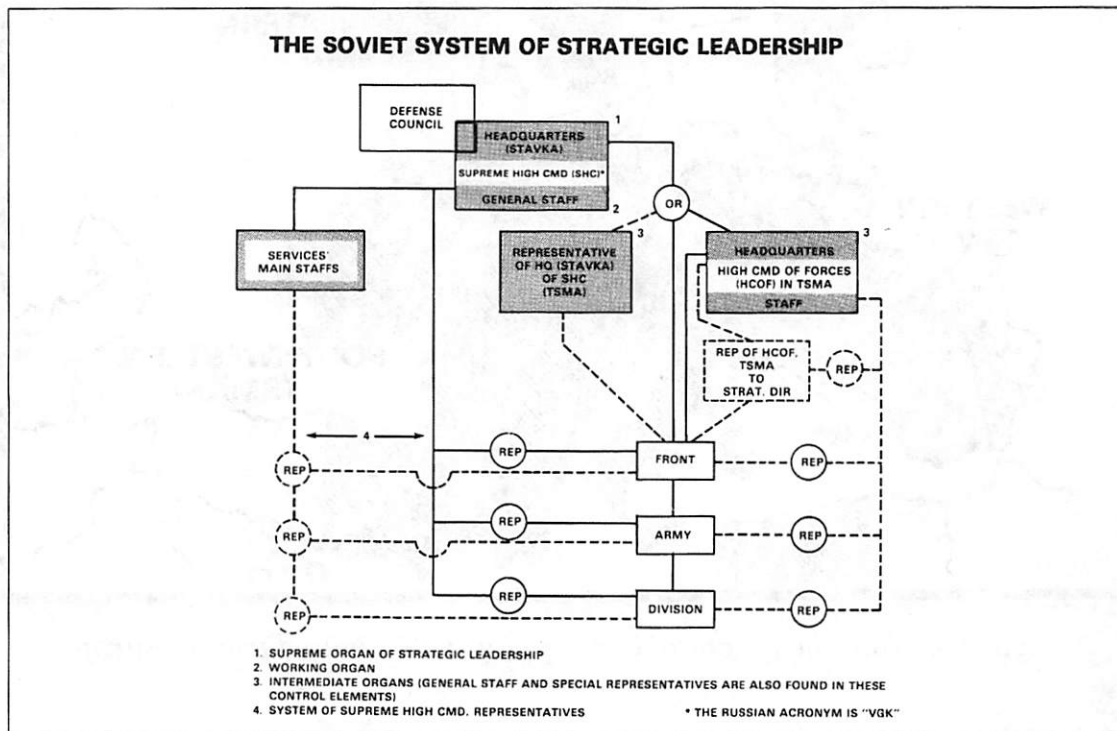 THE SOVIET SYSTEM OF STRATEGIC LEADERSHIP
DEFENSE
COUNCIL
1
HEADQUARTERS
(STAVKA)
SUPREME HIGH CMD (SHC)*
GENERAL STAFF
2
OR
SERVICES'
MAIN STAFFS
3
REPRESENTATIVE
OF HQ (STAVKA)
OF SHC
(TSMA)
3
HEADQUARTERS
HIGH CMD OF FORCES
(HCOF) IN TSMA
STAFF
REP OF HCOF.
TSMA
TO
STRAT. DIR
REP
4
REP
REP
FRONT
REP
REP
REP
ARMY
REP
REP
REP
DIVISION
REP
1. SUPREME ORGAN OF STRATEGIC LEADERSHIP
2. WORKING ORGAN
3. INTERMEDIATE ORGANS (GENERAL STAFF AND SPECIAL REPRESENTATIVES ARE ALSO FOUND IN THESE
CONTROL ELEMENTS)
4. SYSTEM OF SUPREME HIGH CMD. REPRESENTATIVES
* THE RUSSIAN ACRONYM IS "VGK"